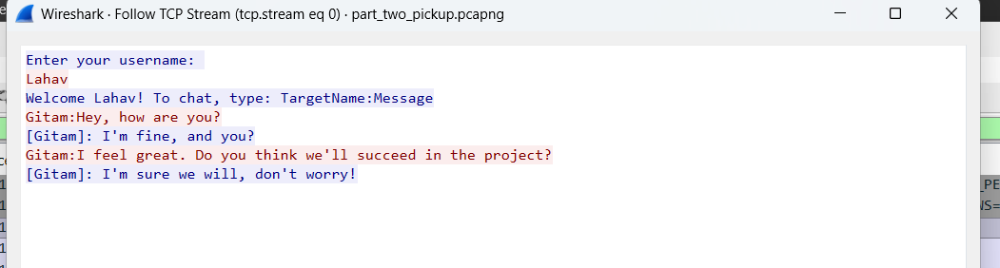 Wireshark · Follow TCP Stream (tcp.stream eq 0) · part_two_pickup.pcapng
Enter your username:
Lahav
Welcome Lahav! To chat, type: TargetName:Message
Gitam:Hey, how are you?
[Gitam]: I'm fine, and you?
Gitam:I feel great. Do you think we'll succeed in the project?
[Gitam]: I'm sure we will, don't worry!